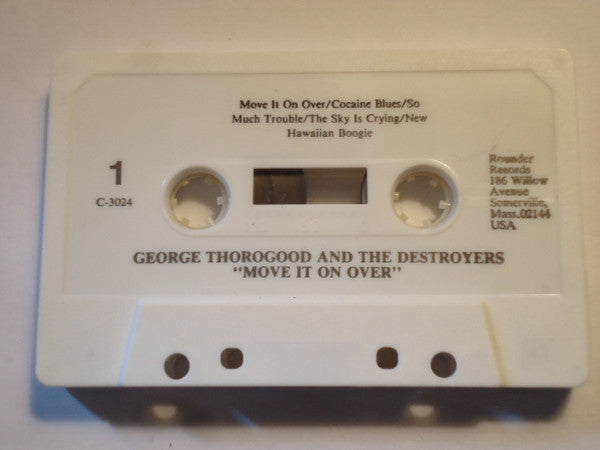 Move It On Over/Cocaine Blues/So
Much Trouble/The Sky Is Crying/New
Hawaiian Boogie
1
C-3024
Rounder
Records
186 Willow
Avenue
Somerville,
Mass.02144
USA
GEORGE THOROGOOD AND THE DESTROYERS
"MOVE IT ON OVER"